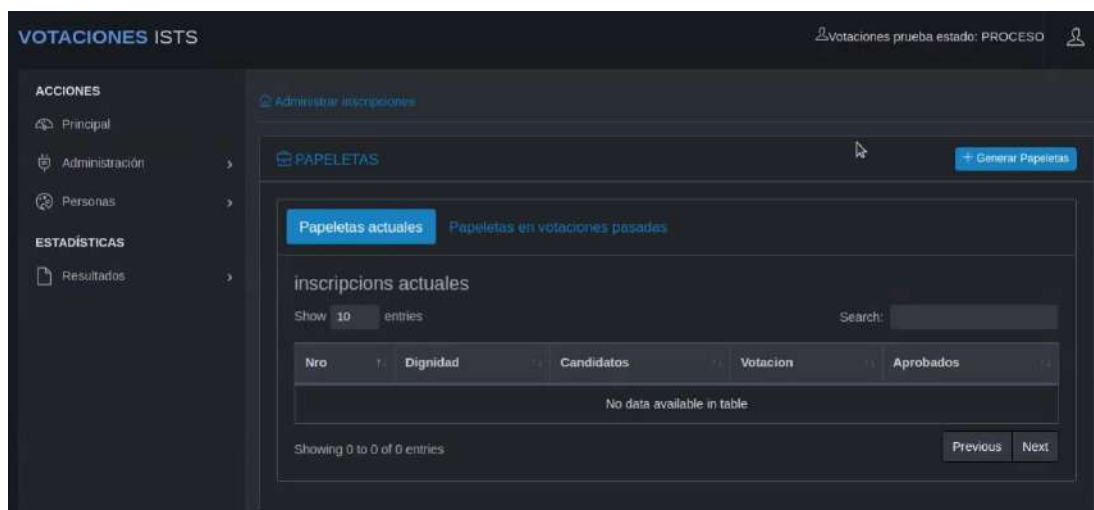 VOTACIONES ISTS
Votaciones prueba estado: PROCESO
ACCIONES
Principal
Administración
Personas
ESTADÍSTICAS
Resultados
Administrar inscripciones
PAPELETAS
+ Generar Papeletas
Papeletas actuales Papeletas en votaciones pasadas
inscripcions actuales
Show 10 entries Search:
Nro Dignidad Candidatos Votacion Aprobados
No data available in table
Showing 0 to 0 of 0 entries
Previous Next